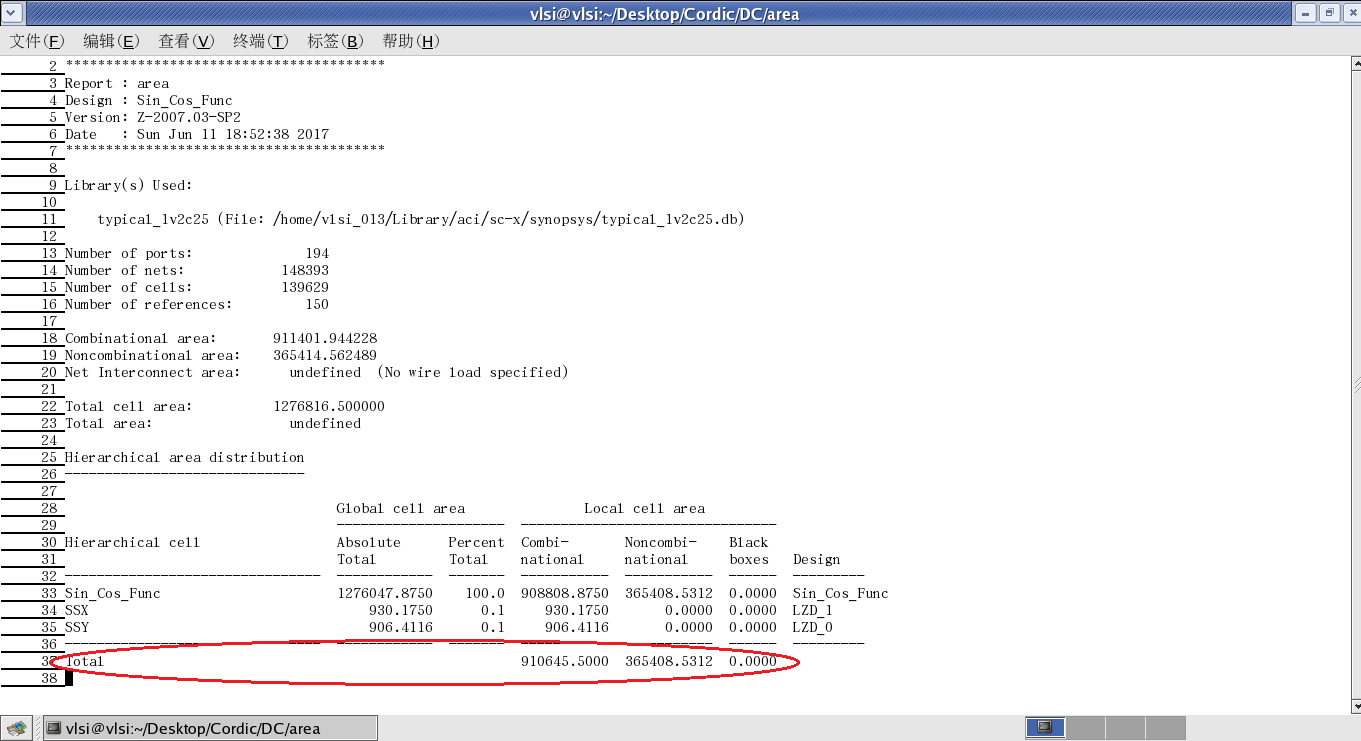 vlsi@vlsi:~/Desktop/Cordic/DC/area
文件(F) 编辑(E) 查看(V) 终端(T) 标签(B) 帮助(H)
2 ****************************************
3 Report : area
4 Design : Sin_Cos_Func
5 Version: Z-2007.03-SP2
6 Date   : Sun Jun 11 18:52:38 2017
7 ****************************************
8
9 Library(s) Used:
10
11     typical_1v2c25 (File: /home/vlsi_013/Library/aci/sc-x/synopsys/typical_1v2c25.db)
12
13 Number of ports:              194
14 Number of nets:            148393
15 Number of cells:           139629
16 Number of references:         150
17
18 Combinational area:       911401.944228
19 Noncombinational area:    365414.562489
20 Net Interconnect area:      undefined  (No wire load specified)
21
22 Total cell area:          1276816.500000
23 Total area:                 undefined
24
25 Hierarchical area distribution
26 ------------------------------
27
28                                   Global cell area               Local cell area
29                                   ---------------------  --------------------------------
30 Hierarchical cell                 Absolute      Percent  Combi-       Noncombi-    Black
31                                   Total         Total    national     national     boxes   Design
32 --------------------------------  ------------  -------  -----------  -----------  ------  ---------
33 Sin_Cos_Func                      1276047.8750    100.0  908808.8750  365408.5312  0.0000  Sin_Cos_Func
34 SSX                                   930.1750      0.1     930.1750       0.0000  0.0000  LZD_1
35 SSY                                   906.4116      0.1     906.4116       0.0000  0.0000  LZD_0
36 --------------------------------  ------------  -------  -----------  -----------  ------  ---------
37 Total                                                    910645.5000  365408.5312  0.0000
38
vlsi@vlsi:~/Desktop/Cordic/DC/area